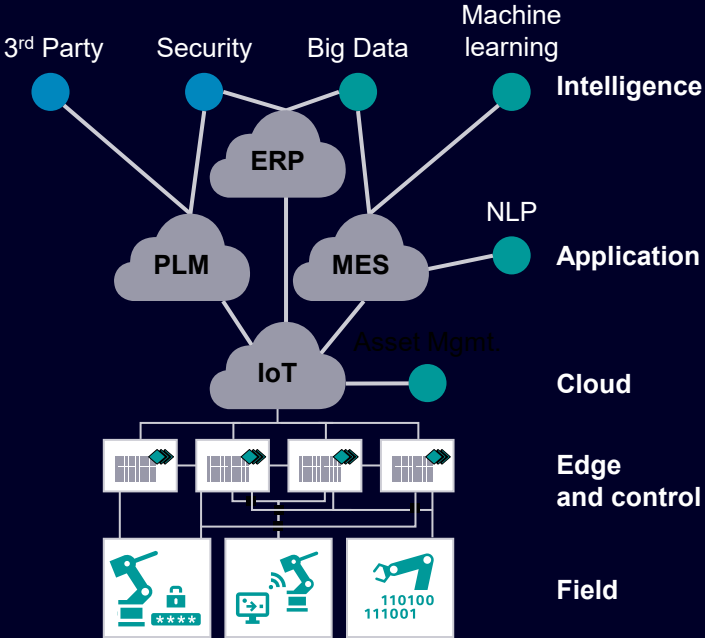 Machine
learning
3rd Party
Security
Big Data
Intelligence
ERP
NLP
PLM
MES
Application
Asset Mgmt.
IoT
Cloud
Edge
and control
Field
****
110100
111001